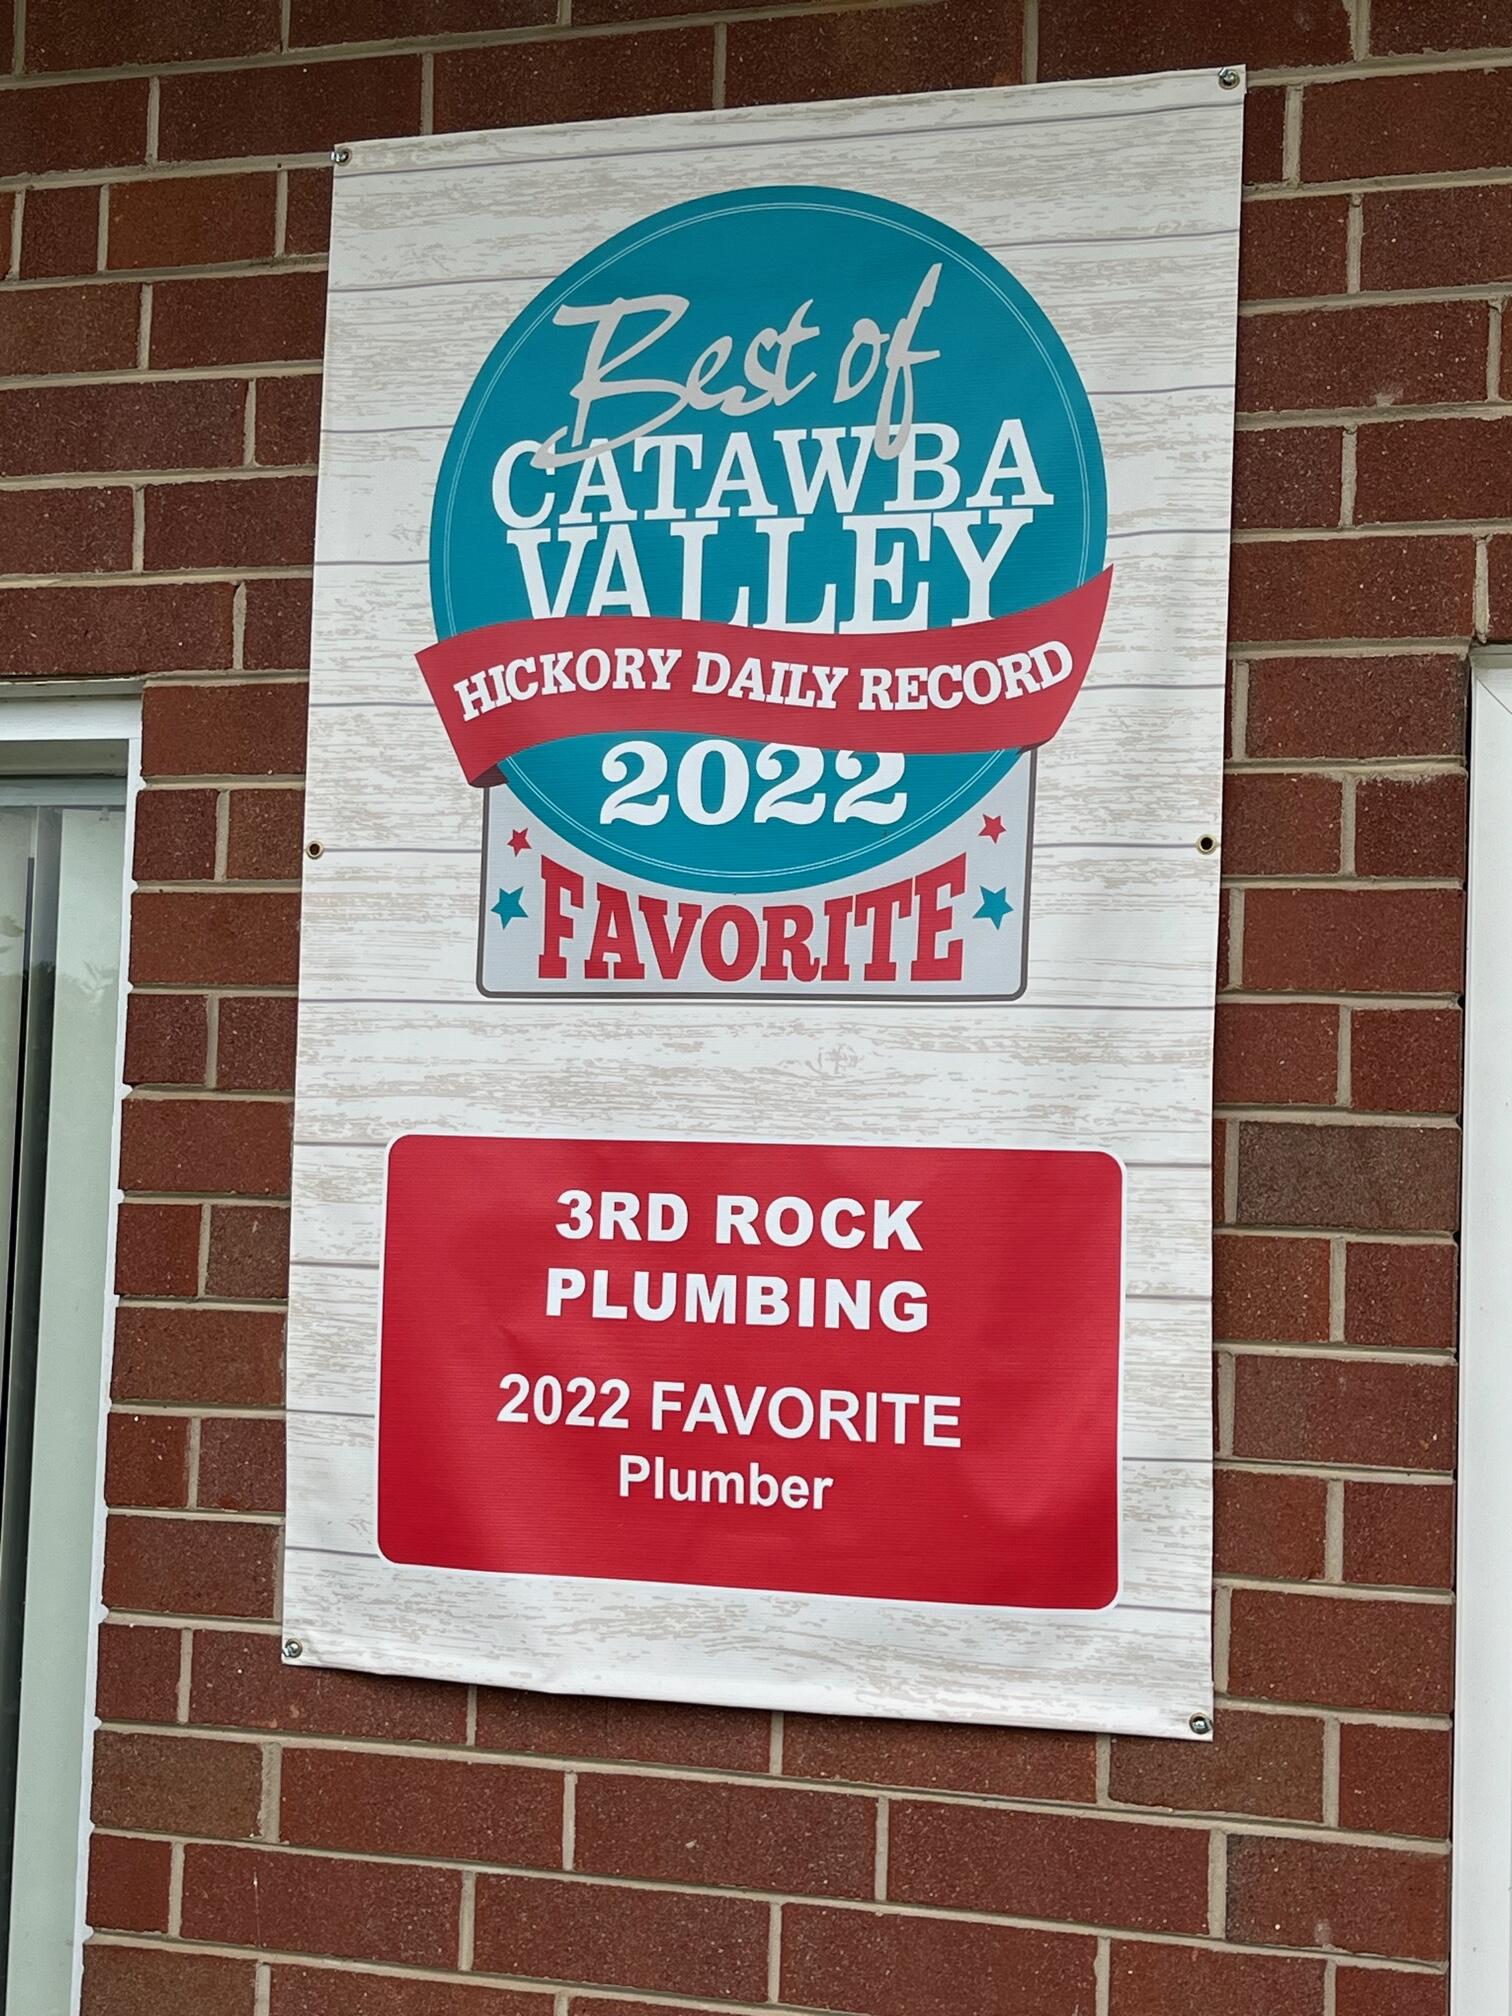 Best of
CATAWBA
VALLEY
HICKORY DAILY RECORD
2022
FAVORITE
3RD ROCK
PLUMBING
2022 FAVORITE
Plumber